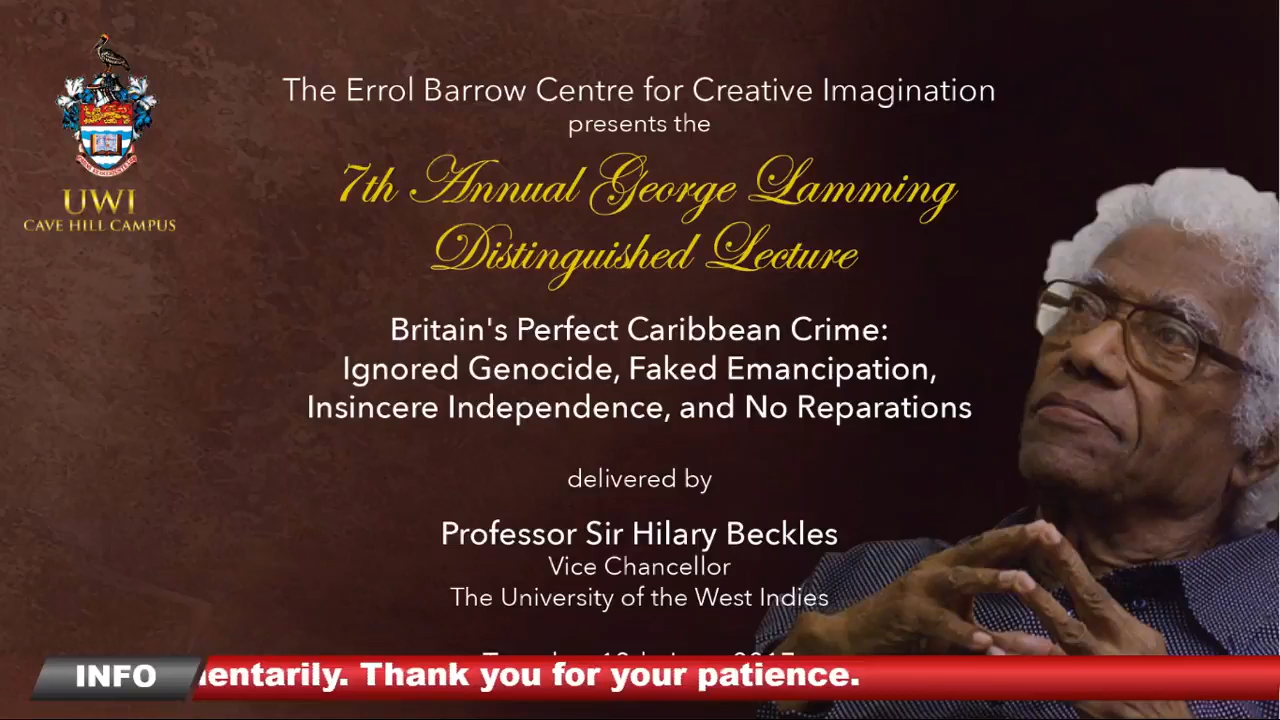 UWI
CAVE HILL CAMPUS
The Errol Barrow Centre for Creative Imagination
presents the
7th Annual George Lamming
Distinguished Lecture
Britain's Perfect Caribbean Crime:
Ignored Genocide, Faked Emancipation,
Insincere Independence, and No Reparations
delivered by
Professor Sir Hilary Beckles
Vice Chancellor
The University of the West Indies
INFO
entarily. Thank you for your patience.